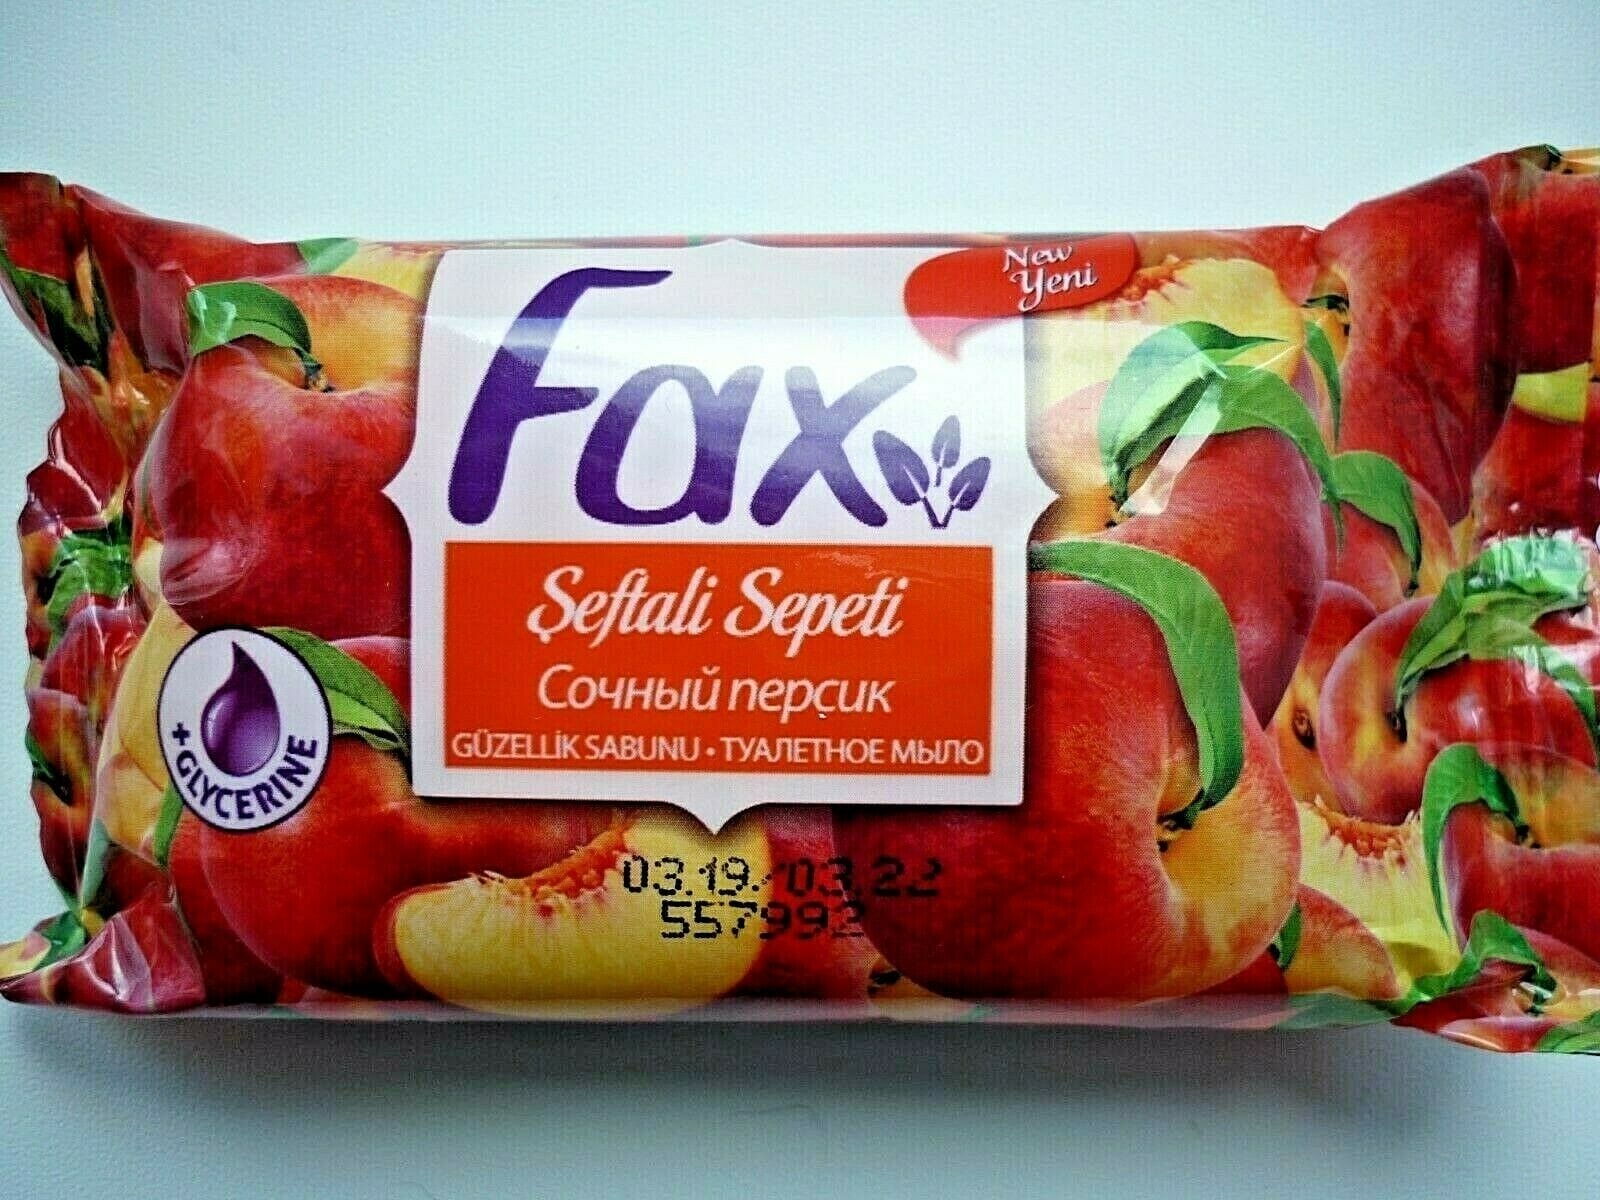 New
Yeni
Fax
Şeftali Sepeti
Сочный персик
GÜZELLİK SABUNU • ТУАЛЕТНОЕ МЫЛО
+GLYCERINE
03.19./03.22
557992